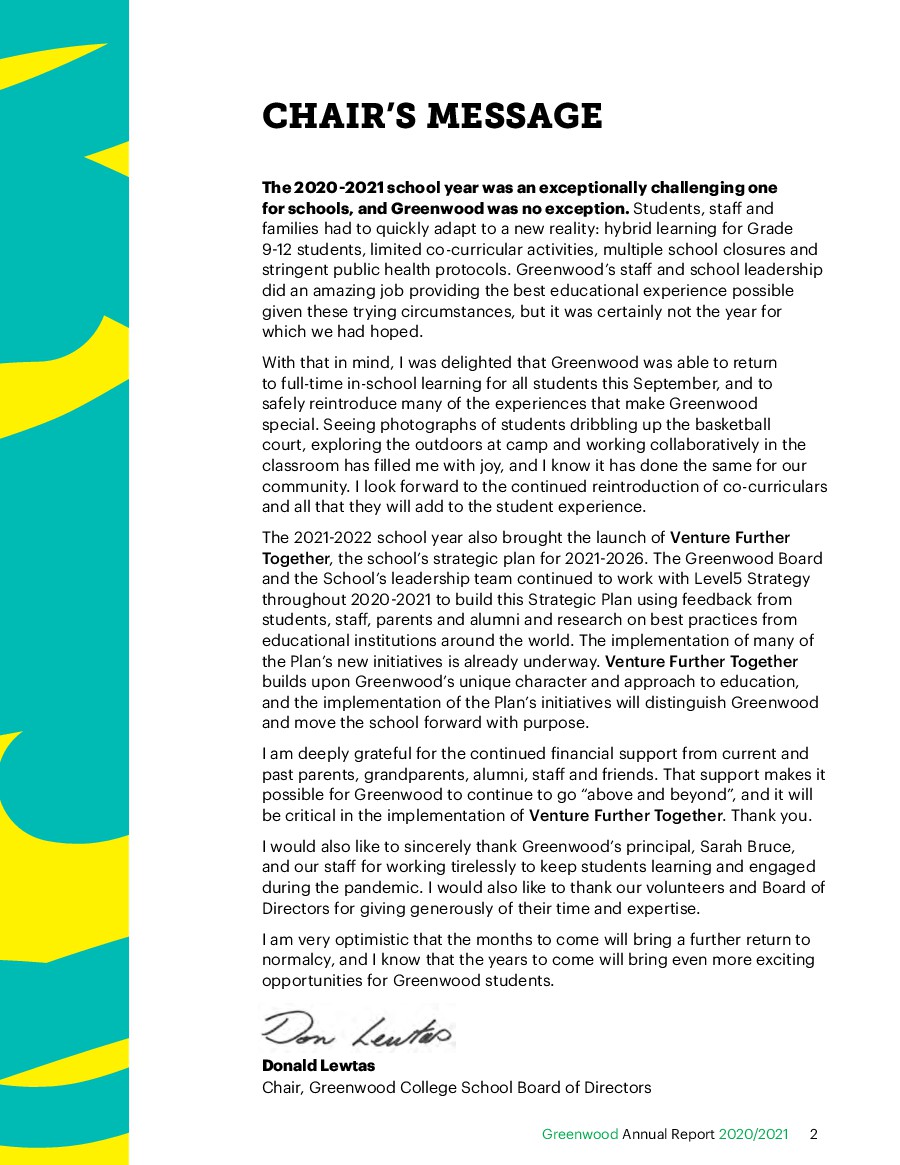 CHAIR’S MESSAGE
The 2020-2021 school year was an exceptionally challenging one
for schools, and Greenwood was no exception. Students, staff and
families had to quickly adapt to a new reality: hybrid learning for Grade
9-12 students, limited co-curricular activities, multiple school closures and
stringent public health protocols. Greenwood’s staff and school leadership
did an amazing job providing the best educational experience possible
given these trying circumstances, but it was certainly not the year for
which we had hoped.
With that in mind, I was delighted that Greenwood was able to return
to full-time in-school learning for all students this September, and to
safely reintroduce many of the experiences that make Greenwood
special. Seeing photographs of students dribbling up the basketball
court, exploring the outdoors at camp and working collaboratively in the
classroom has filled me with joy, and I know it has done the same for our
community. I look forward to the continued reintroduction of co-curriculars
and all that they will add to the student experience.
The 2021-2022 school year also brought the launch of Venture Further
Together, the school’s strategic plan for 2021-2026. The Greenwood Board
and the School’s leadership team continued to work with Level5 Strategy
throughout 2020-2021 to build this Strategic Plan using feedback from
students, staff, parents and alumni and research on best practices from
educational institutions around the world. The implementation of many of
the Plan’s new initiatives is already underway. Venture Further Together
builds upon Greenwood’s unique character and approach to education,
and the implementation of the Plan’s initiatives will distinguish Greenwood
and move the school forward with purpose.
I am deeply grateful for the continued financial support from current and
past parents, grandparents, alumni, staff and friends. That support makes it
possible for Greenwood to continue to go “above and beyond”, and it will
be critical in the implementation of Venture Further Together. Thank you.
I would also like to sincerely thank Greenwood’s principal, Sarah Bruce,
and our staff for working tirelessly to keep students learning and engaged
during the pandemic. I would also like to thank our volunteers and Board of
Directors for giving generously of their time and expertise.
I am very optimistic that the months to come will bring a further return to
normalcy, and I know that the years to come will bring even more exciting
opportunities for Greenwood students.
Don Lewtas
Donald Lewtas
Chair, Greenwood College School Board of Directors
Greenwood Annual Report 2020/2021 2